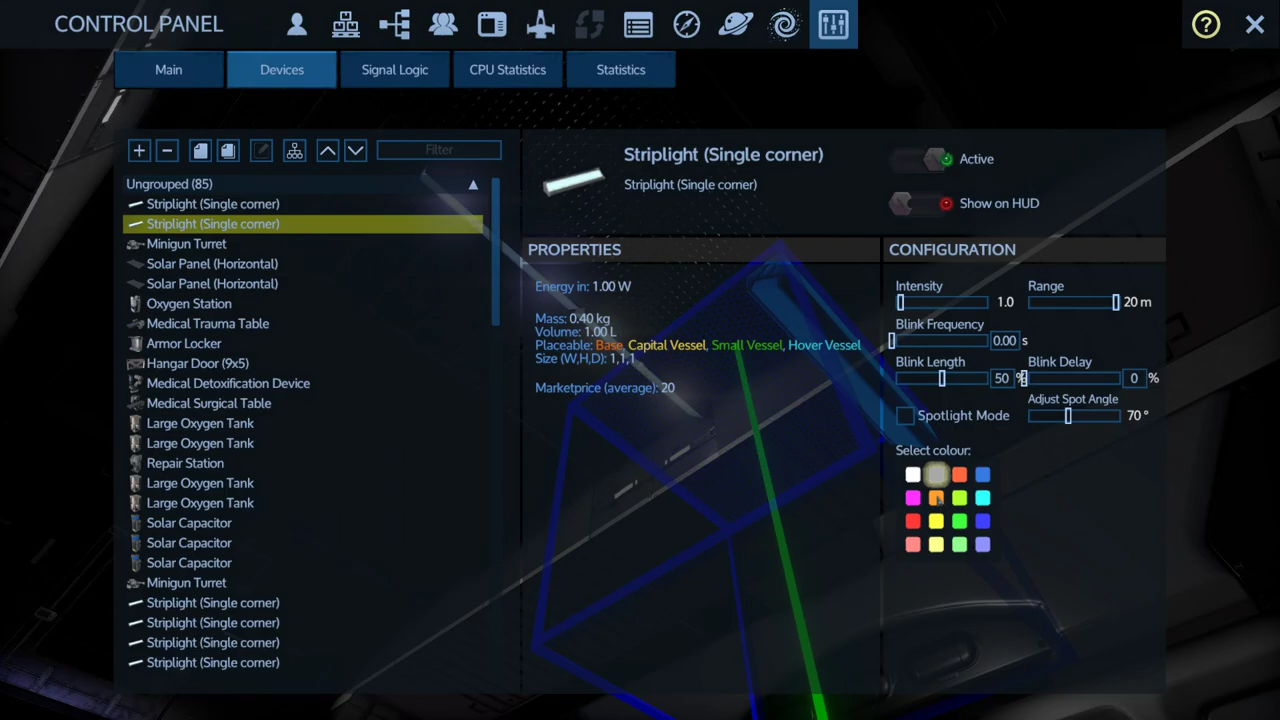 CONTROL PANEL
?
Main
Devices
Signal Logic
CPU Statistics
Statistics
Filter
Ungrouped (85)
Striplight (Single corner)
Striplight (Single corner)
Minigun Turret
Solar Panel (Horizontal)
Solar Panel (Horizontal)
Oxygen Station
Medical Trauma Table
Armor Locker
Hangar Door (9x5)
Medical Detoxification Device
Medical Surgical Table
Large Oxygen Tank
Large Oxygen Tank
Repair Station
Large Oxygen Tank
Large Oxygen Tank
Solar Capacitor
Solar Capacitor
Solar Capacitor
Minigun Turret
Striplight (Single corner)
Striplight (Single corner)
Striplight (Single corner)
Striplight (Single corner)
Striplight (Single corner)
Striplight (Single corner)
Active
Show on HUD
PROPERTIES
Energy in: 1.00 W
Mass: 0.40 kg
Volume: 1.00 L
Placeable: Base, Capital Vessel, Small Vessel, Hover Vessel
Size (W,H,D): 1,1,1
Marketprice (average): 20
CONFIGURATION
Intensity
1.0
Range
20 m
Blink Frequency
0.00 s
Blink Length
50 %
Blink Delay
0 %
Spotlight Mode
Adjust Spot Angle
70 °
Select colour: